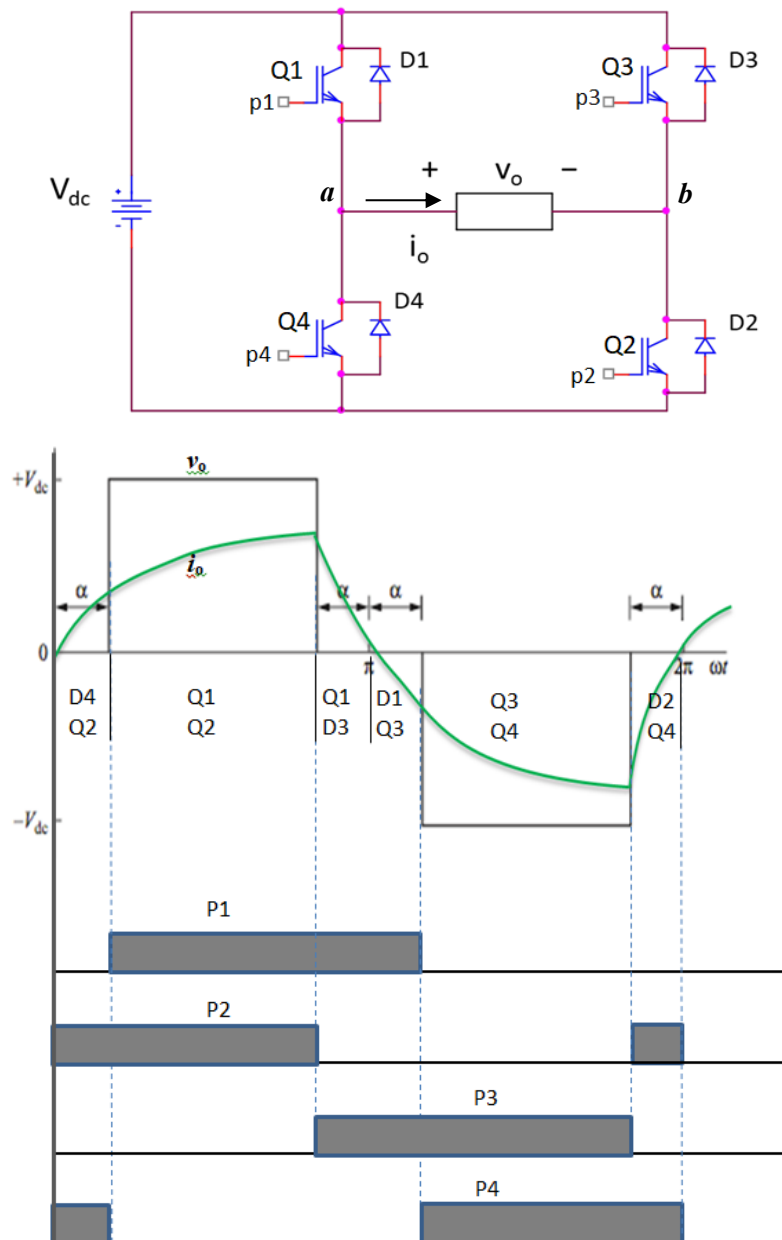 Q1 D1 Q3 D3
p1 p3
+ vo −
Vdc a b
io
Q4 D4 Q2 D2
p4 p2
+Vdc vo
io
α α α α
0 π 2π ωt
D4 Q1 Q1 D1 Q3 D2
Q2 Q2 D3 Q3 Q4 Q4
−Vdc
P1
P2
P3
P4